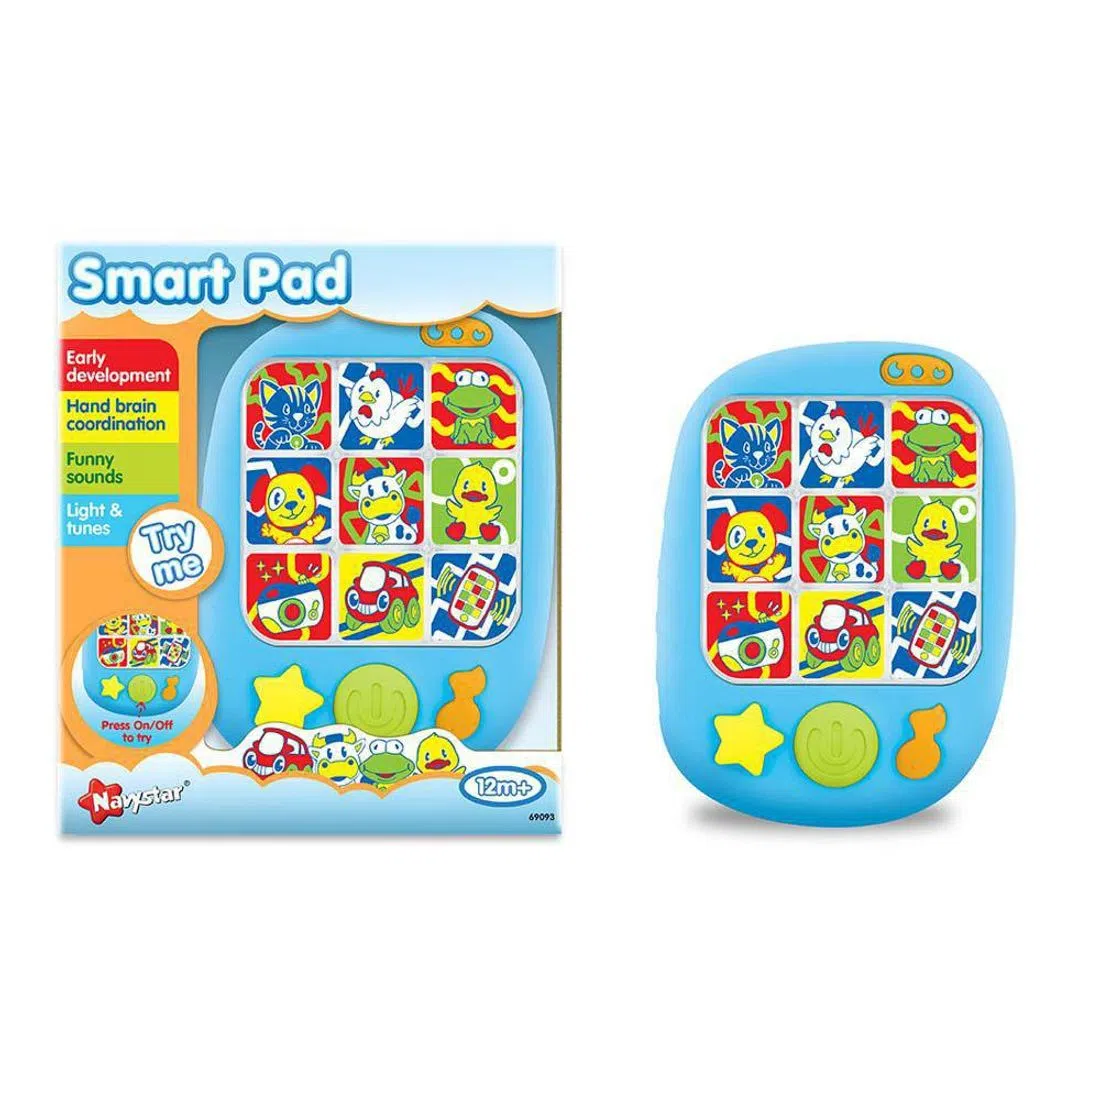 Smart Pad
Early
development
Hand brain
coordination
Funny
sounds
Light &
tunes
Try
me
Press On/Off
to try
Navystar®
12m+
69093